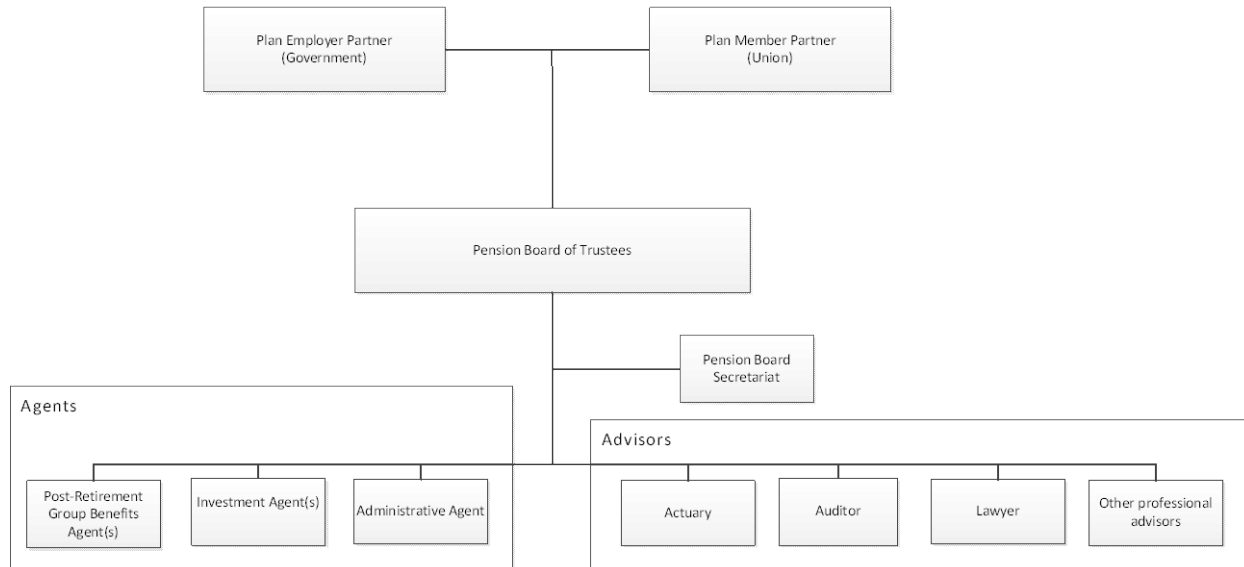 Plan Employer Partner
(Government)
Plan Member Partner
(Union)
Pension Board of Trustees
Pension Board
Secretariat
Agents
Advisors
Post-Retirement
Group Benefits
Agent(s)
Investment Agent(s)
Administrative Agent
Actuary
Auditor
Lawyer
Other professional
advisors